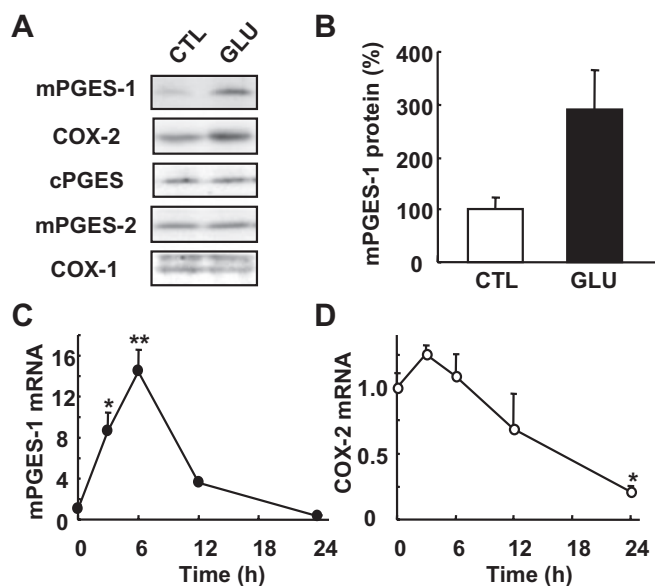 A
CTL GLU
mPGES-1
COX-2
cPGES
mPGES-2
COX-1
B
mPGES-1 protein (%)
400
300
200
100
0
CTL GLU
C
mPGES-1 mRNA
16
12
8
4
0
* **
0 6 12 18 24
Time (h)
D
COX-2 mRNA
1.0
0.5
0
*
0 6 12 18 24
Time (h)